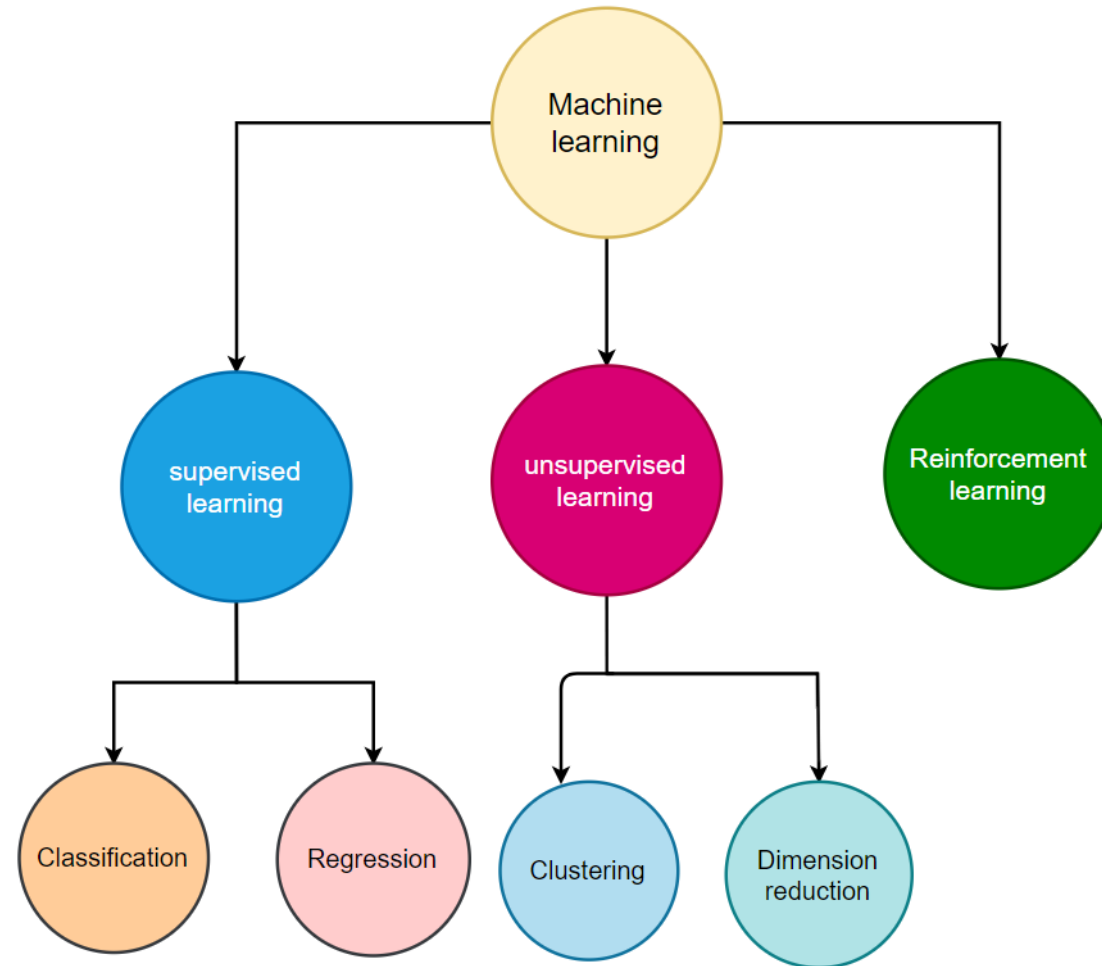 Machine
learning
supervised
learning
unsupervised
learning
Reinforcement
learning
Classification
Regression
Clustering
Dimension
reduction